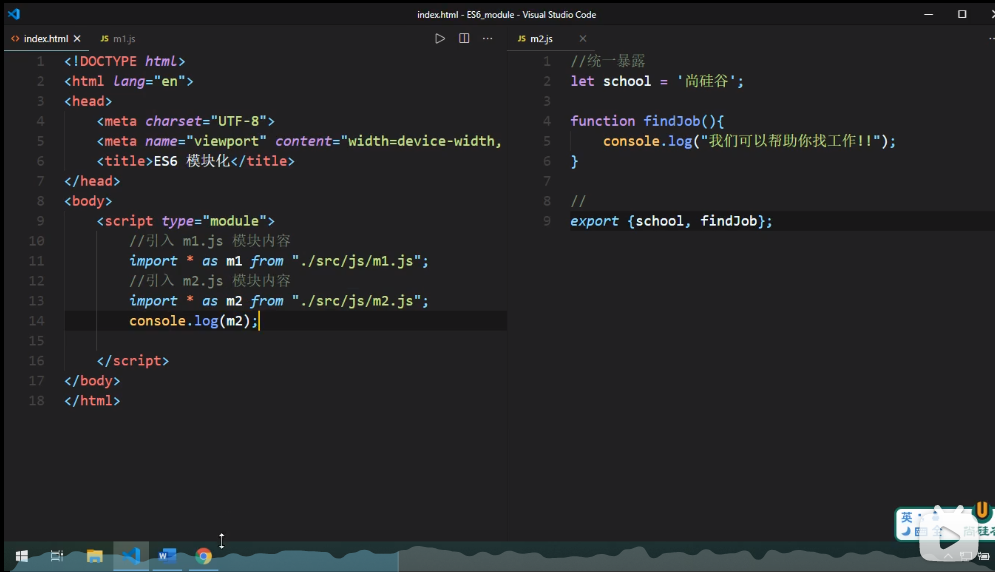 index.html - ES6_module - Visual Studio Code
index.html
JS m1.js
JS m2.js
1 <!DOCTYPE html>
2 <html lang="en">
3 <head>
4 <meta charset="UTF-8">
5 <meta name="viewport" content="width=device-width,
6 <title>ES6 模块化</title>
7 </head>
8 <body>
9 <script type="module">
10 //引入 m1.js 模块内容
11 import * as m1 from "./src/js/m1.js";
12 //引入 m2.js 模块内容
13 import * as m2 from "./src/js/m2.js";
14 console.log(m2);
15
16 </script>
17 </body>
18 </html>
1 //统一暴露
2 let school = '尚硅谷';
3
4 function findJob(){
5 console.log("我们可以帮助你找工作!!");
6 }
7
8 //
9 export {school, findJob};
英